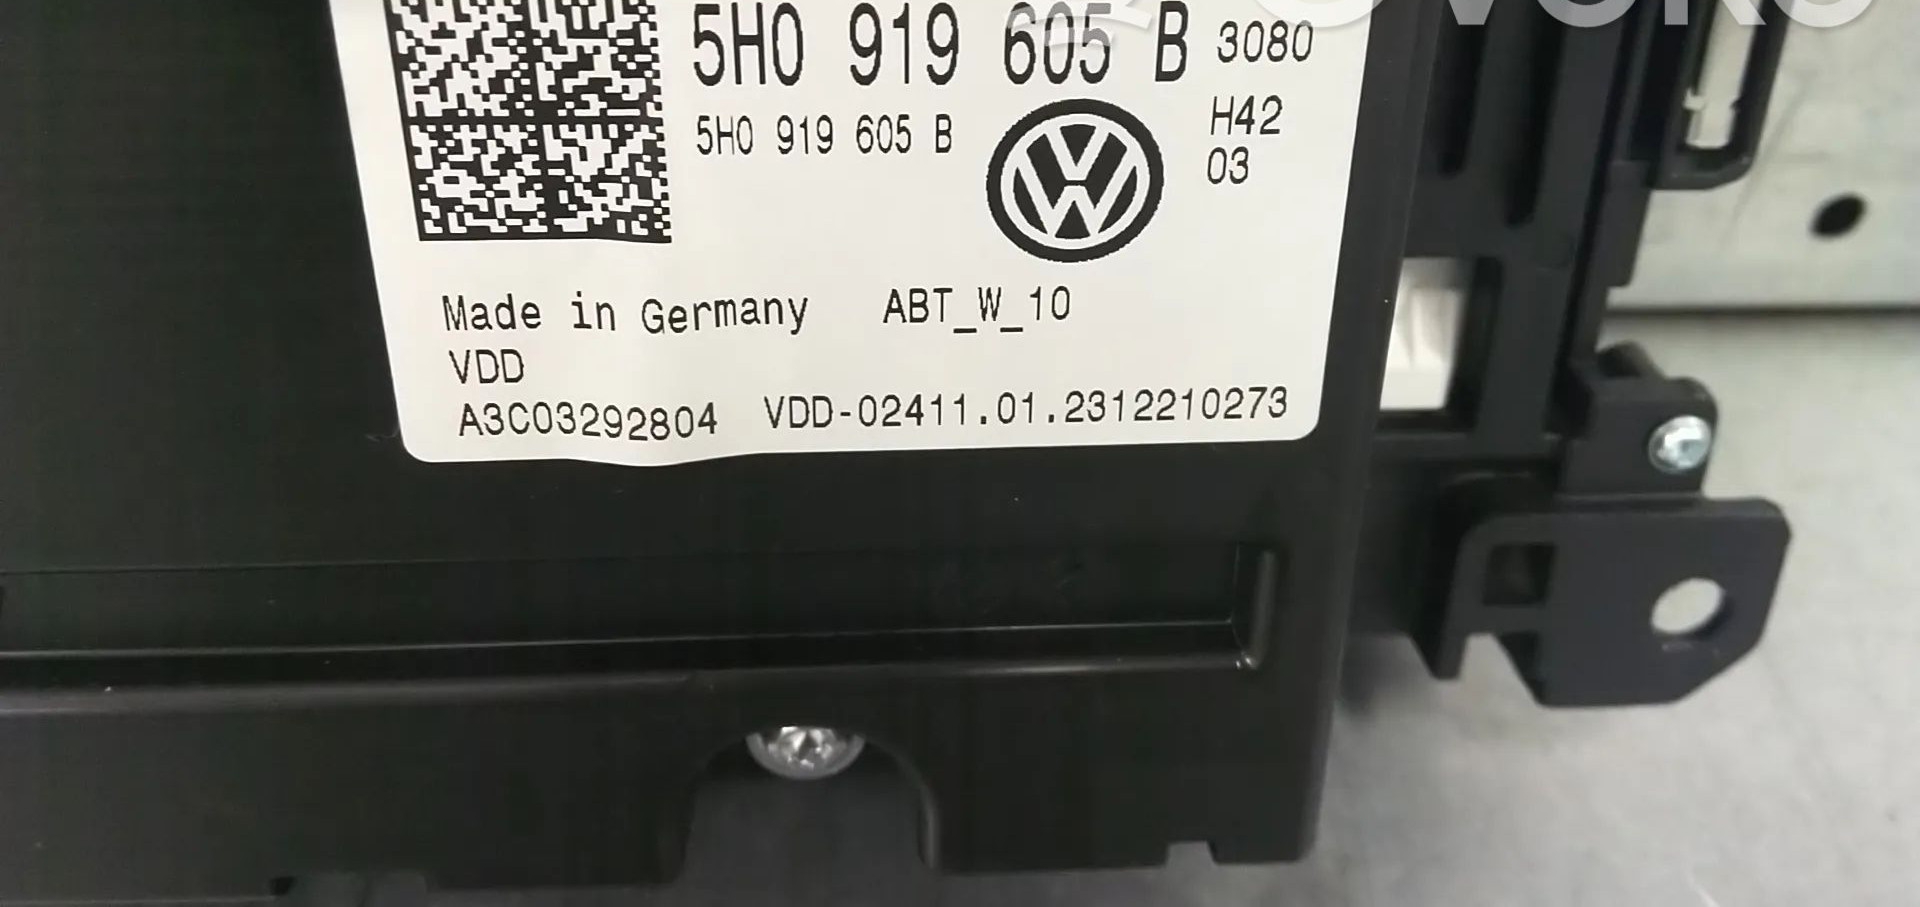 5H0 919 605 B 3080
5H0 919 605 B
H42
03
Made in Germany ABT_W_10
VDD
A3C03292804 VDD-02411.01.2312210273